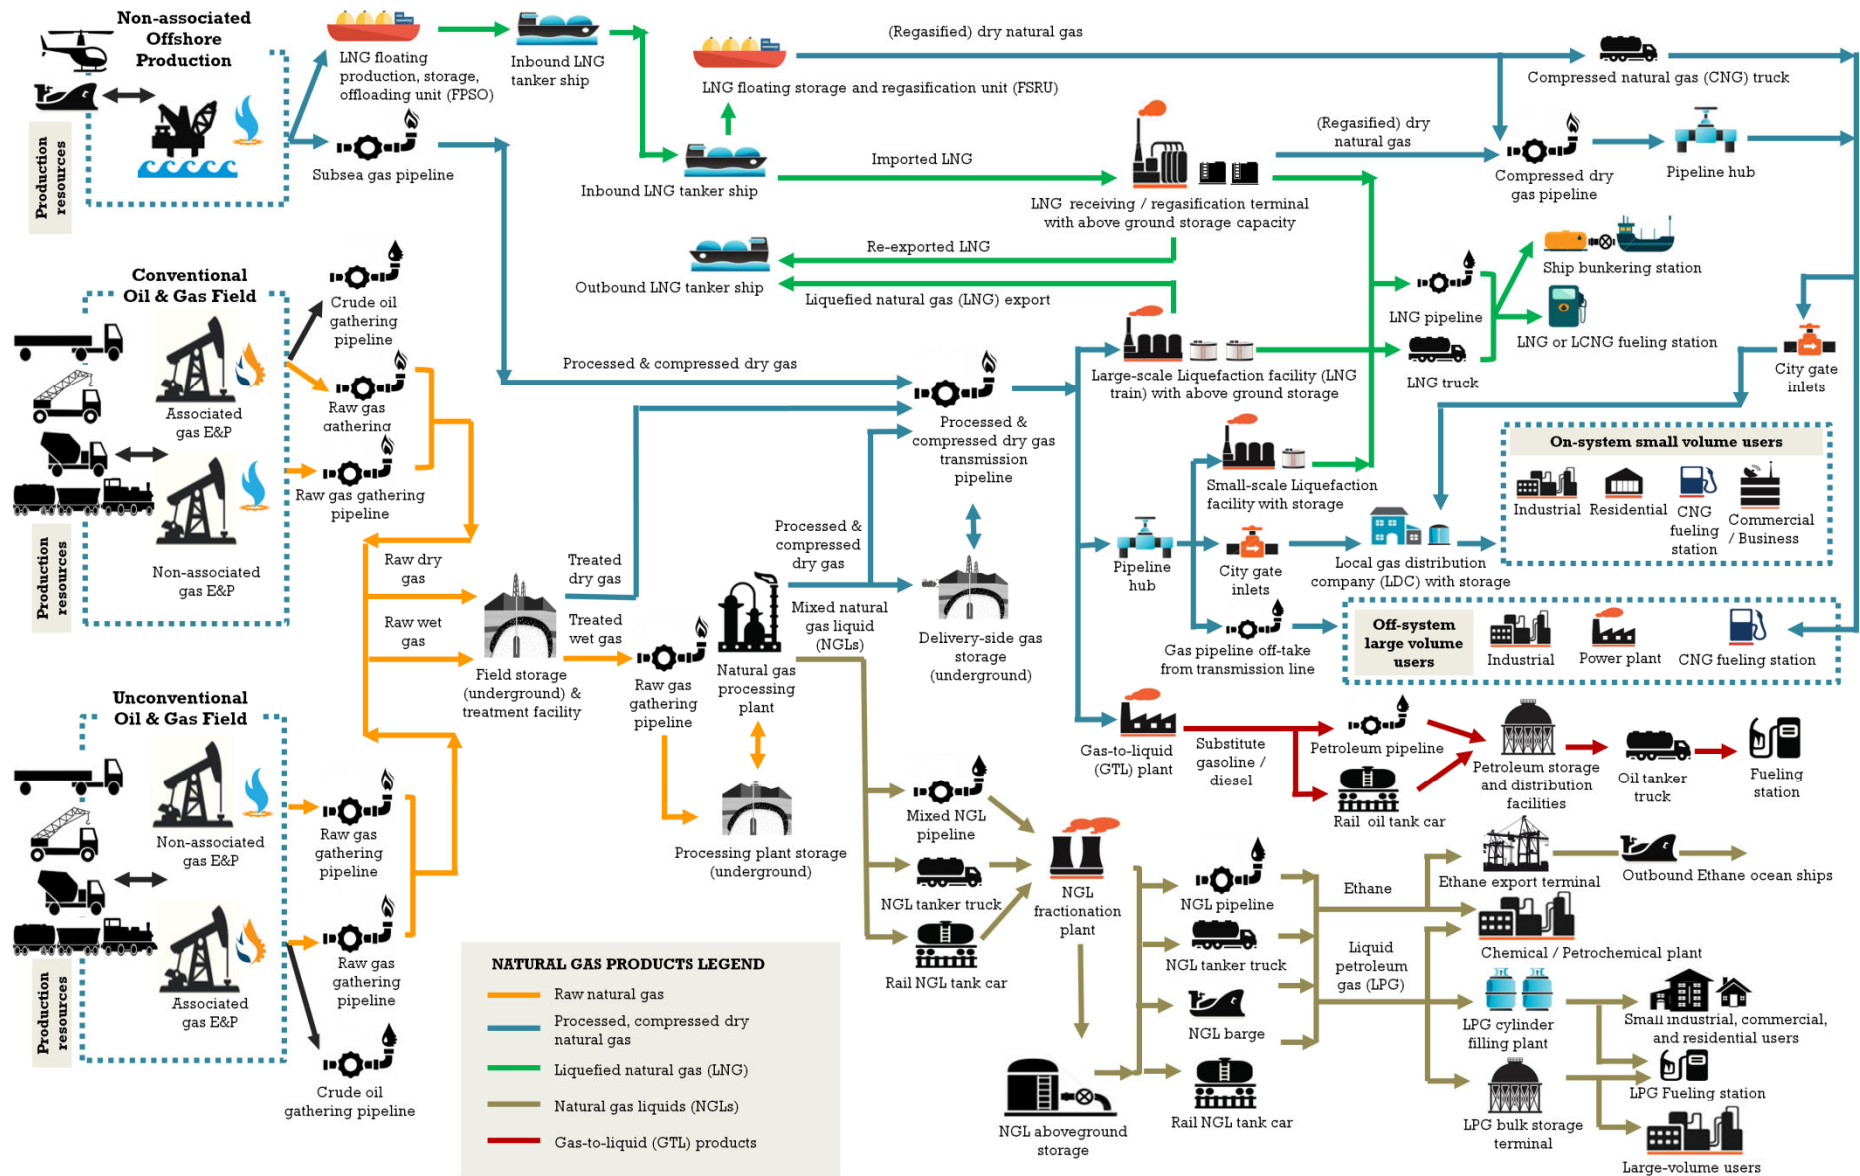 Non-associated
Offshore
Production
Production
resources
LNG floating
production, storage,
offloading unit (FPSO)
Inbound LNG
tanker ship
(Regasified) dry natural gas
LNG floating storage and regasification unit (FSRU)
Compressed natural gas (CNG) truck
Subsea gas pipeline
Inbound LNG tanker ship
Imported LNG
LNG receiving / regasification terminal
with above ground storage capacity
(Regasified) dry
natural gas
Compressed dry
gas pipeline
Pipeline hub
Re-exported LNG
Outbound LNG tanker ship
Liquefied natural gas (LNG) export
Ship bunkering station
LNG pipeline
LNG or LCNG fueling station
LNG truck
City gate
inlets
Conventional
Oil & Gas Field
Associated
gas E&P
Non-associated
gas E&P
Production
resources
Crude oil
gathering
pipeline
Raw gas
gathering
Raw gas gathering
pipeline
Processed & compressed dry gas
Processed &
compressed dry gas
transmission
pipeline
Large-scale Liquefaction facility (LNG
train) with above ground storage
Small-scale Liquefaction
facility with storage
On-system small volume users
Industrial
Residential
CNG
fueling
station
Commercial
/ Business
Raw dry
gas
Raw wet
gas
Treated
dry gas
Treated
wet gas
Field storage
(underground) &
treatment facility
Raw gas
gathering
pipeline
Processed &
compressed
dry gas
Mixed natural
gas liquid
(NGLs)
Natural gas
processing
plant
Delivery-side gas
storage
(underground)
Pipeline
hub
City gate
inlets
Local gas distribution
company (LDC) with storage
Gas pipeline off-take
from transmission line
Off-system
large volume
users
Industrial
Power plant
CNG fueling station
Unconventional
Oil & Gas Field
Non-associated
gas E&P
Associated
gas E&P
Production
resources
Raw gas
gathering
pipeline
Raw gas
gathering
pipeline
Crude oil
gathering pipeline
Processing plant storage
(underground)
Gas-to-liquid
(GTL) plant
Substitute
gasoline /
diesel
Petroleum pipeline
Rail oil tank car
Petroleum storage
and distribution
facilities
Oil tanker
truck
Fueling
station
Mixed NGL
pipeline
NGL tanker truck
Rail NGL tank car
NGL
fractionation
plant
NGL aboveground
storage
NGL pipeline
NGL tanker truck
NGL barge
Rail NGL tank car
Ethane
Liquid
petroleum
gas (LPG)
Ethane export terminal
Outbound Ethane ocean ships
Chemical / Petrochemical plant
LPG cylinder
filling plant
Small industrial, commercial,
and residential users
LPG Fueling station
LPG bulk storage
terminal
Large-volume users
NATURAL GAS PRODUCTS LEGEND
Raw natural gas
Processed, compressed dry
natural gas
Liquefied natural gas (LNG)
Natural gas liquids (NGLs)
Gas-to-liquid (GTL) products